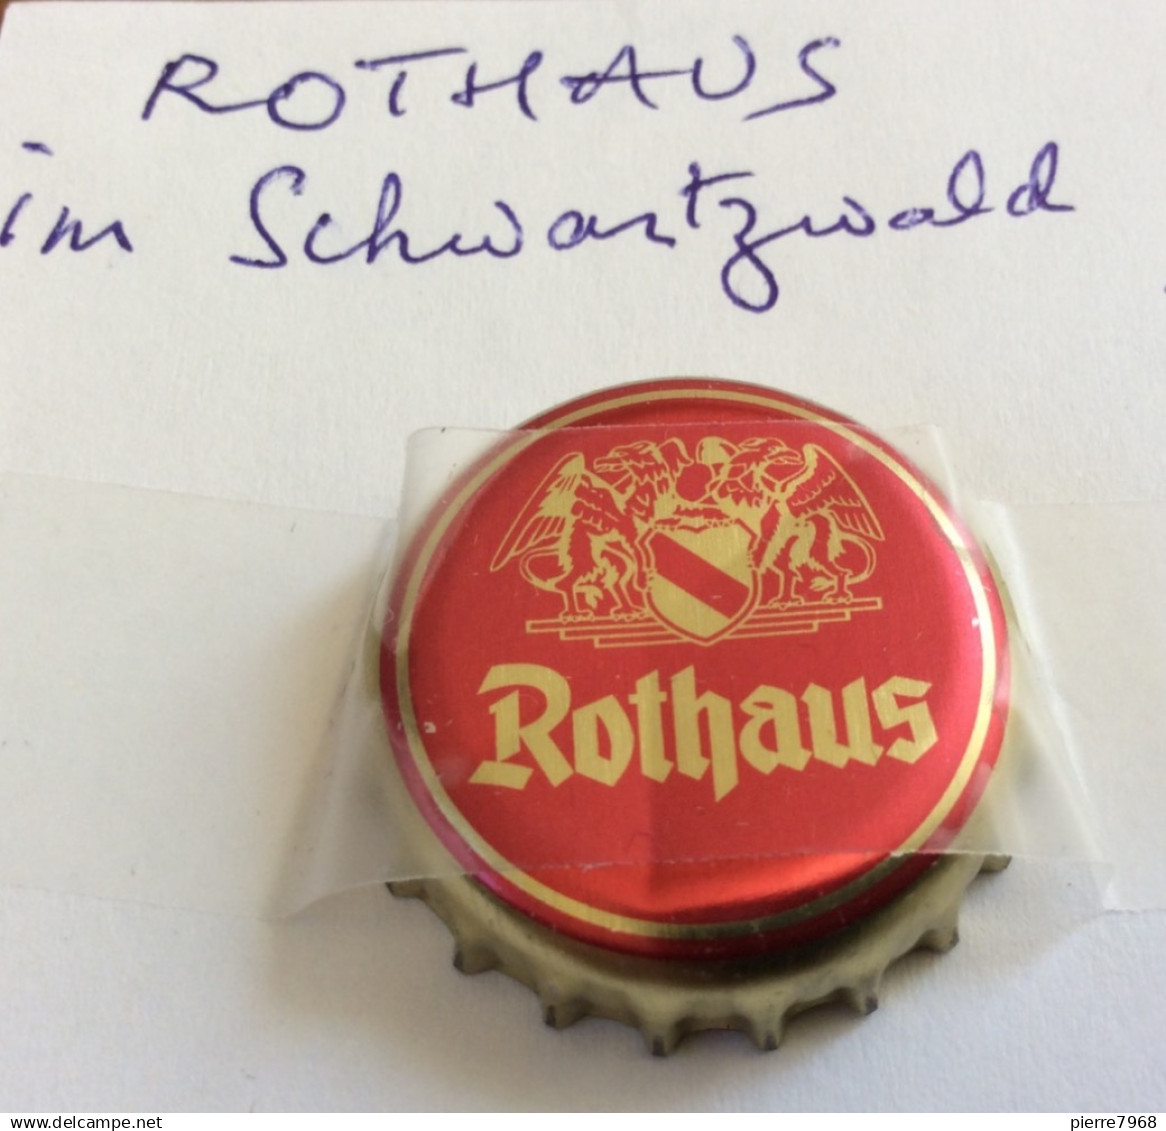 ROTHAUS
im Schwartzwald
Rothaus
www.delcampe.net
pierre7968